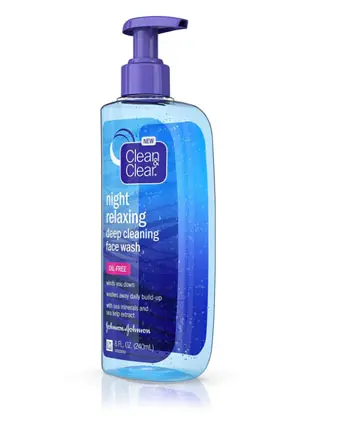 NEW
Clean &
Clear®
night
relaxing
deep cleaning
face wash
OIL-FREE
winds you down
washes away daily build-up
with sea minerals and
sea kelp extract
Johnson & Johnson
8 FL. OZ. (240mL)